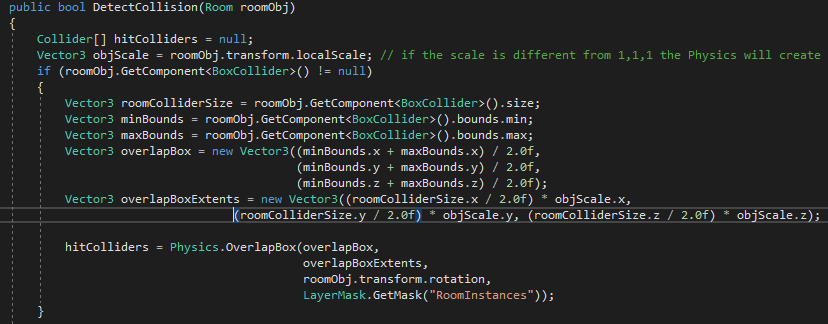 public bool DetectCollision(Room roomObj)
{
Collider[] hitColliders = null;
Vector3 objScale = roomObj.transform.localScale; // if the scale is different from 1,1,1 the Physics will create
if (roomObj.GetComponent<BoxCollider>() != null)
{
Vector3 roomColliderSize = roomObj.GetComponent<BoxCollider>().size;
Vector3 minBounds = roomObj.GetComponent<BoxCollider>().bounds.min;
Vector3 maxBounds = roomObj.GetComponent<BoxCollider>().bounds.max;
Vector3 overlapBox = new Vector3((minBounds.x + maxBounds.x) / 2.0f,
(minBounds.y + maxBounds.y) / 2.0f,
(minBounds.z + maxBounds.z) / 2.0f);
Vector3 overlapBoxExtents = new Vector3((roomColliderSize.x / 2.0f) * objScale.x,
(roomColliderSize.y / 2.0f) * objScale.y, (roomColliderSize.z / 2.0f) * objScale.z);
hitColliders = Physics.OverlapBox(overlapBox,
overlapBoxExtents,
roomObj.transform.rotation,
LayerMask.GetMask("RoomInstances"));
}